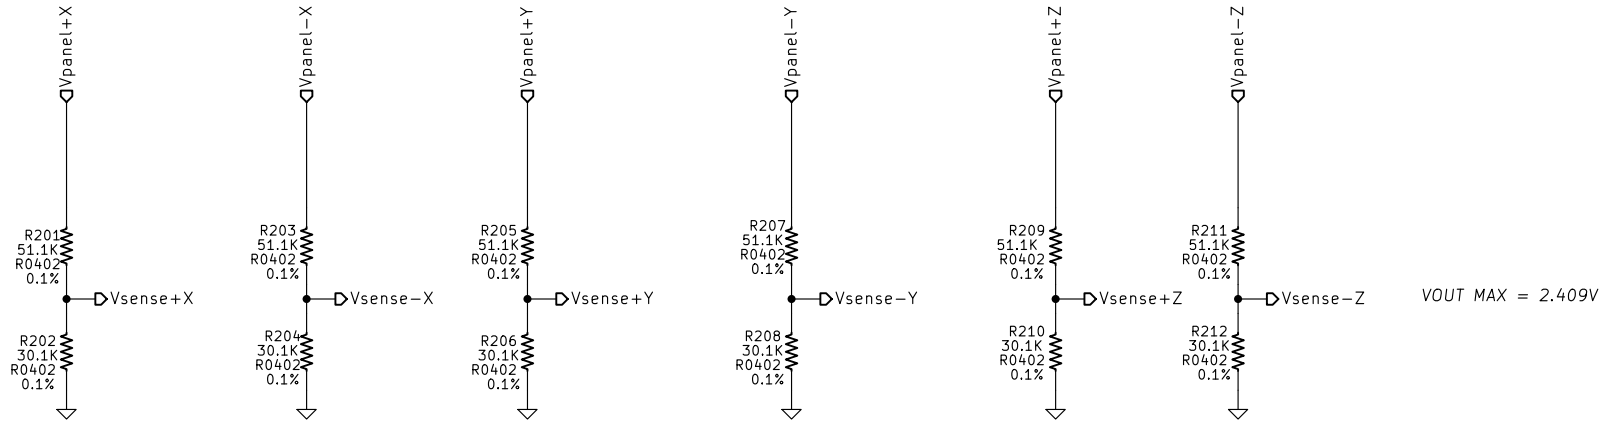 Vpanel+X
Vpanel-X
Vpanel+Y
Vpanel-Y
Vpanel+Z
Vpanel-Z
R201
51.1K
R0402
0.1%
R203
51.1K
R0402
0.1%
R205
51.1K
R0402
0.1%
R207
51.1K
R0402
0.1%
R209
51.1K
R0402
0.1%
R211
51.1K
R0402
0.1%
Vsense+X
Vsense-X
Vsense+Y
Vsense-Y
Vsense+Z
Vsense-Z
VOUT MAX = 2.409V
R202
30.1K
R0402
0.1%
R204
30.1K
R0402
0.1%
R206
30.1K
R0402
0.1%
R208
30.1K
R0402
0.1%
R210
30.1K
R0402
0.1%
R212
30.1K
R0402
0.1%